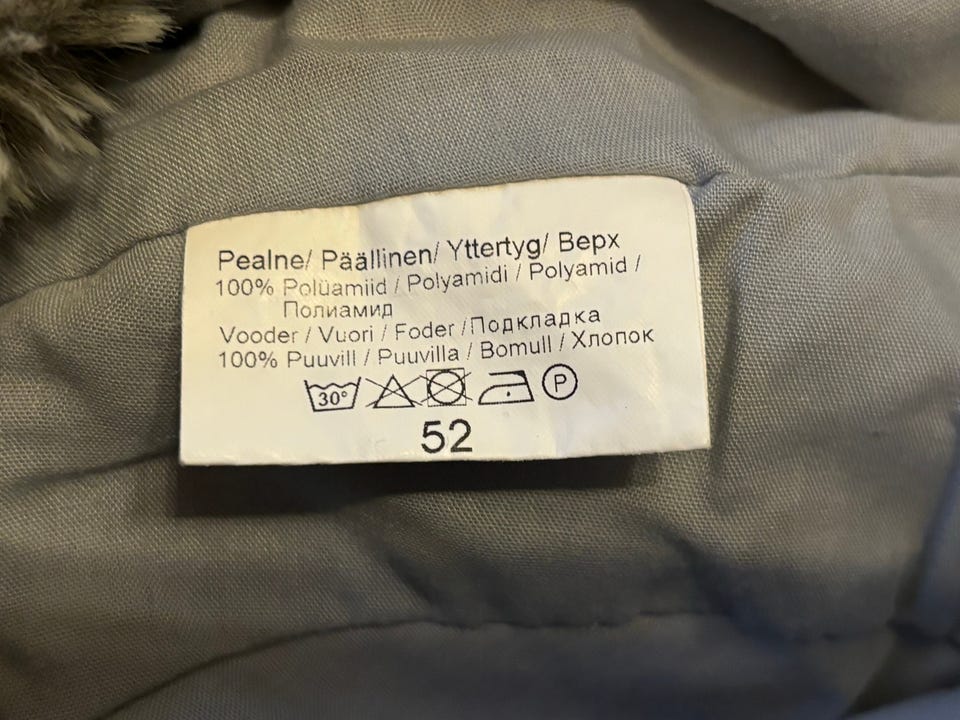 Pealne/ Päällinen/ Yttertyg/ Верх
100% Polüamiid / Polyamidi / Polyamid /
Полиамид
Vooder / Vuori / Foder /Подкладка
100% Puuvill / Puuvilla / Bomull / Хлопок
30° P
52